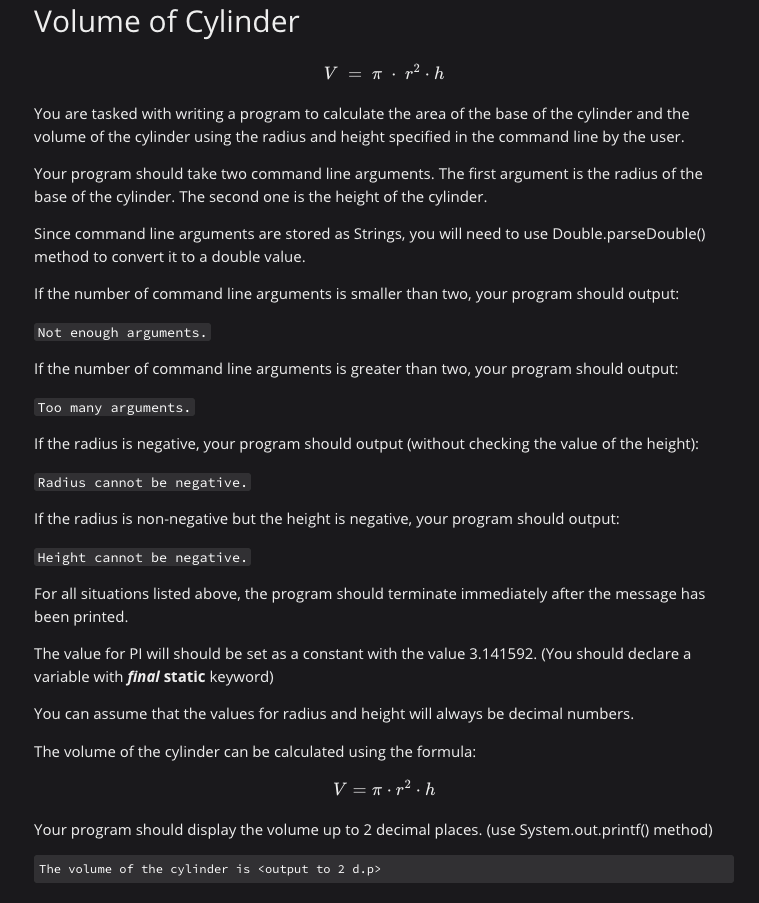 Volume of Cylinder
V = π · r² · h
You are tasked with writing a program to calculate the area of the base of the cylinder and the
volume of the cylinder using the radius and height specified in the command line by the user.
Your program should take two command line arguments. The first argument is the radius of the
base of the cylinder. The second one is the height of the cylinder.
Since command line arguments are stored as Strings, you will need to use Double.parseDouble()
method to convert it to a double value.
If the number of command line arguments is smaller than two, your program should output:
Not enough arguments.
If the number of command line arguments is greater than two, your program should output:
Too many arguments.
If the radius is negative, your program should output (without checking the value of the height):
Radius cannot be negative.
If the radius is non-negative but the height is negative, your program should output:
Height cannot be negative.
For all situations listed above, the program should terminate immediately after the message has
been printed.
The value for PI will should be set as a constant with the value 3.141592. (You should declare a
variable with final static keyword)
You can assume that the values for radius and height will always be decimal numbers.
The volume of the cylinder can be calculated using the formula:
V = π · r² · h
Your program should display the volume up to 2 decimal places. (use System.out.printf() method)
The volume of the cylinder is <output to 2 d.p>